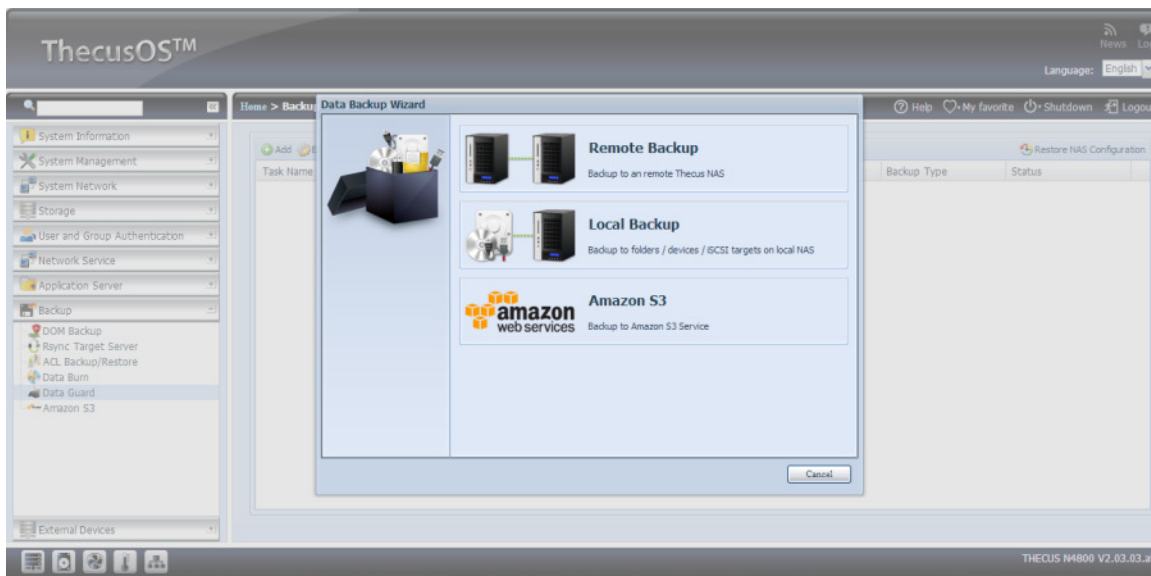 ThecusOS™
News
Language: English
Home > Backup
Data Backup Wizard
Help My favorite Shutdown
System Information
System Management
System Network
Storage
User and Group Authentication
Network Service
Application Server
Backup
DOM Backup
Rsync Target Server
ACL Backup/Restore
Data Burn
Data Guard
Amazon S3
External Devices
Add
Restore NAS Configuration
Task Name
Backup Type
Status
Remote Backup
Backup to an remote Thecus NAS
Local Backup
Backup to folders / devices / iSCSI targets on local NAS
amazon
web services
Amazon S3
Backup to Amazon S3 Service
Cancel
THECUS N4800 V2.03.03